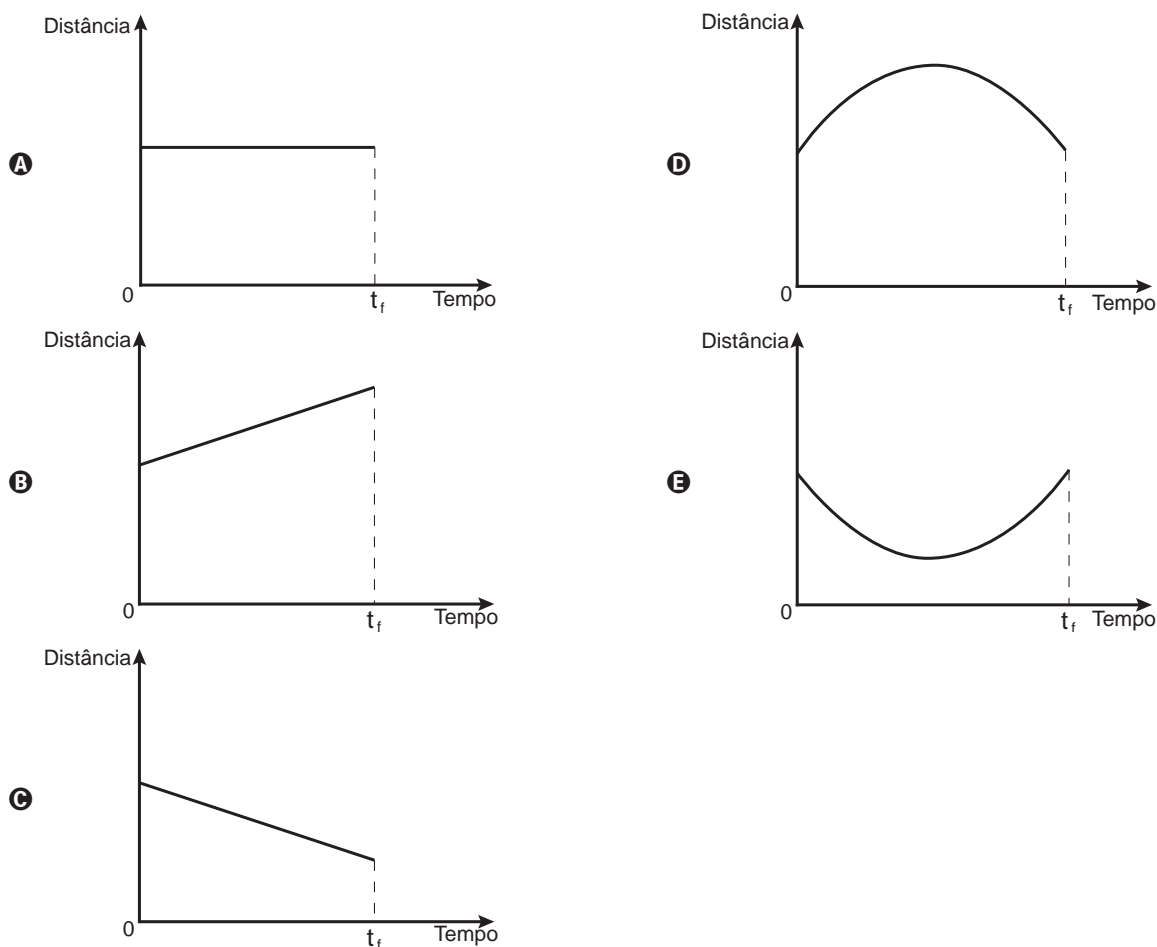 Distância
A
0
t f
Tempo
Distância
B
0
t f
Tempo
Distância
C
0
t f
Tempo
Distância
D
0
t f
Tempo
Distância
E
0
t f
Tempo